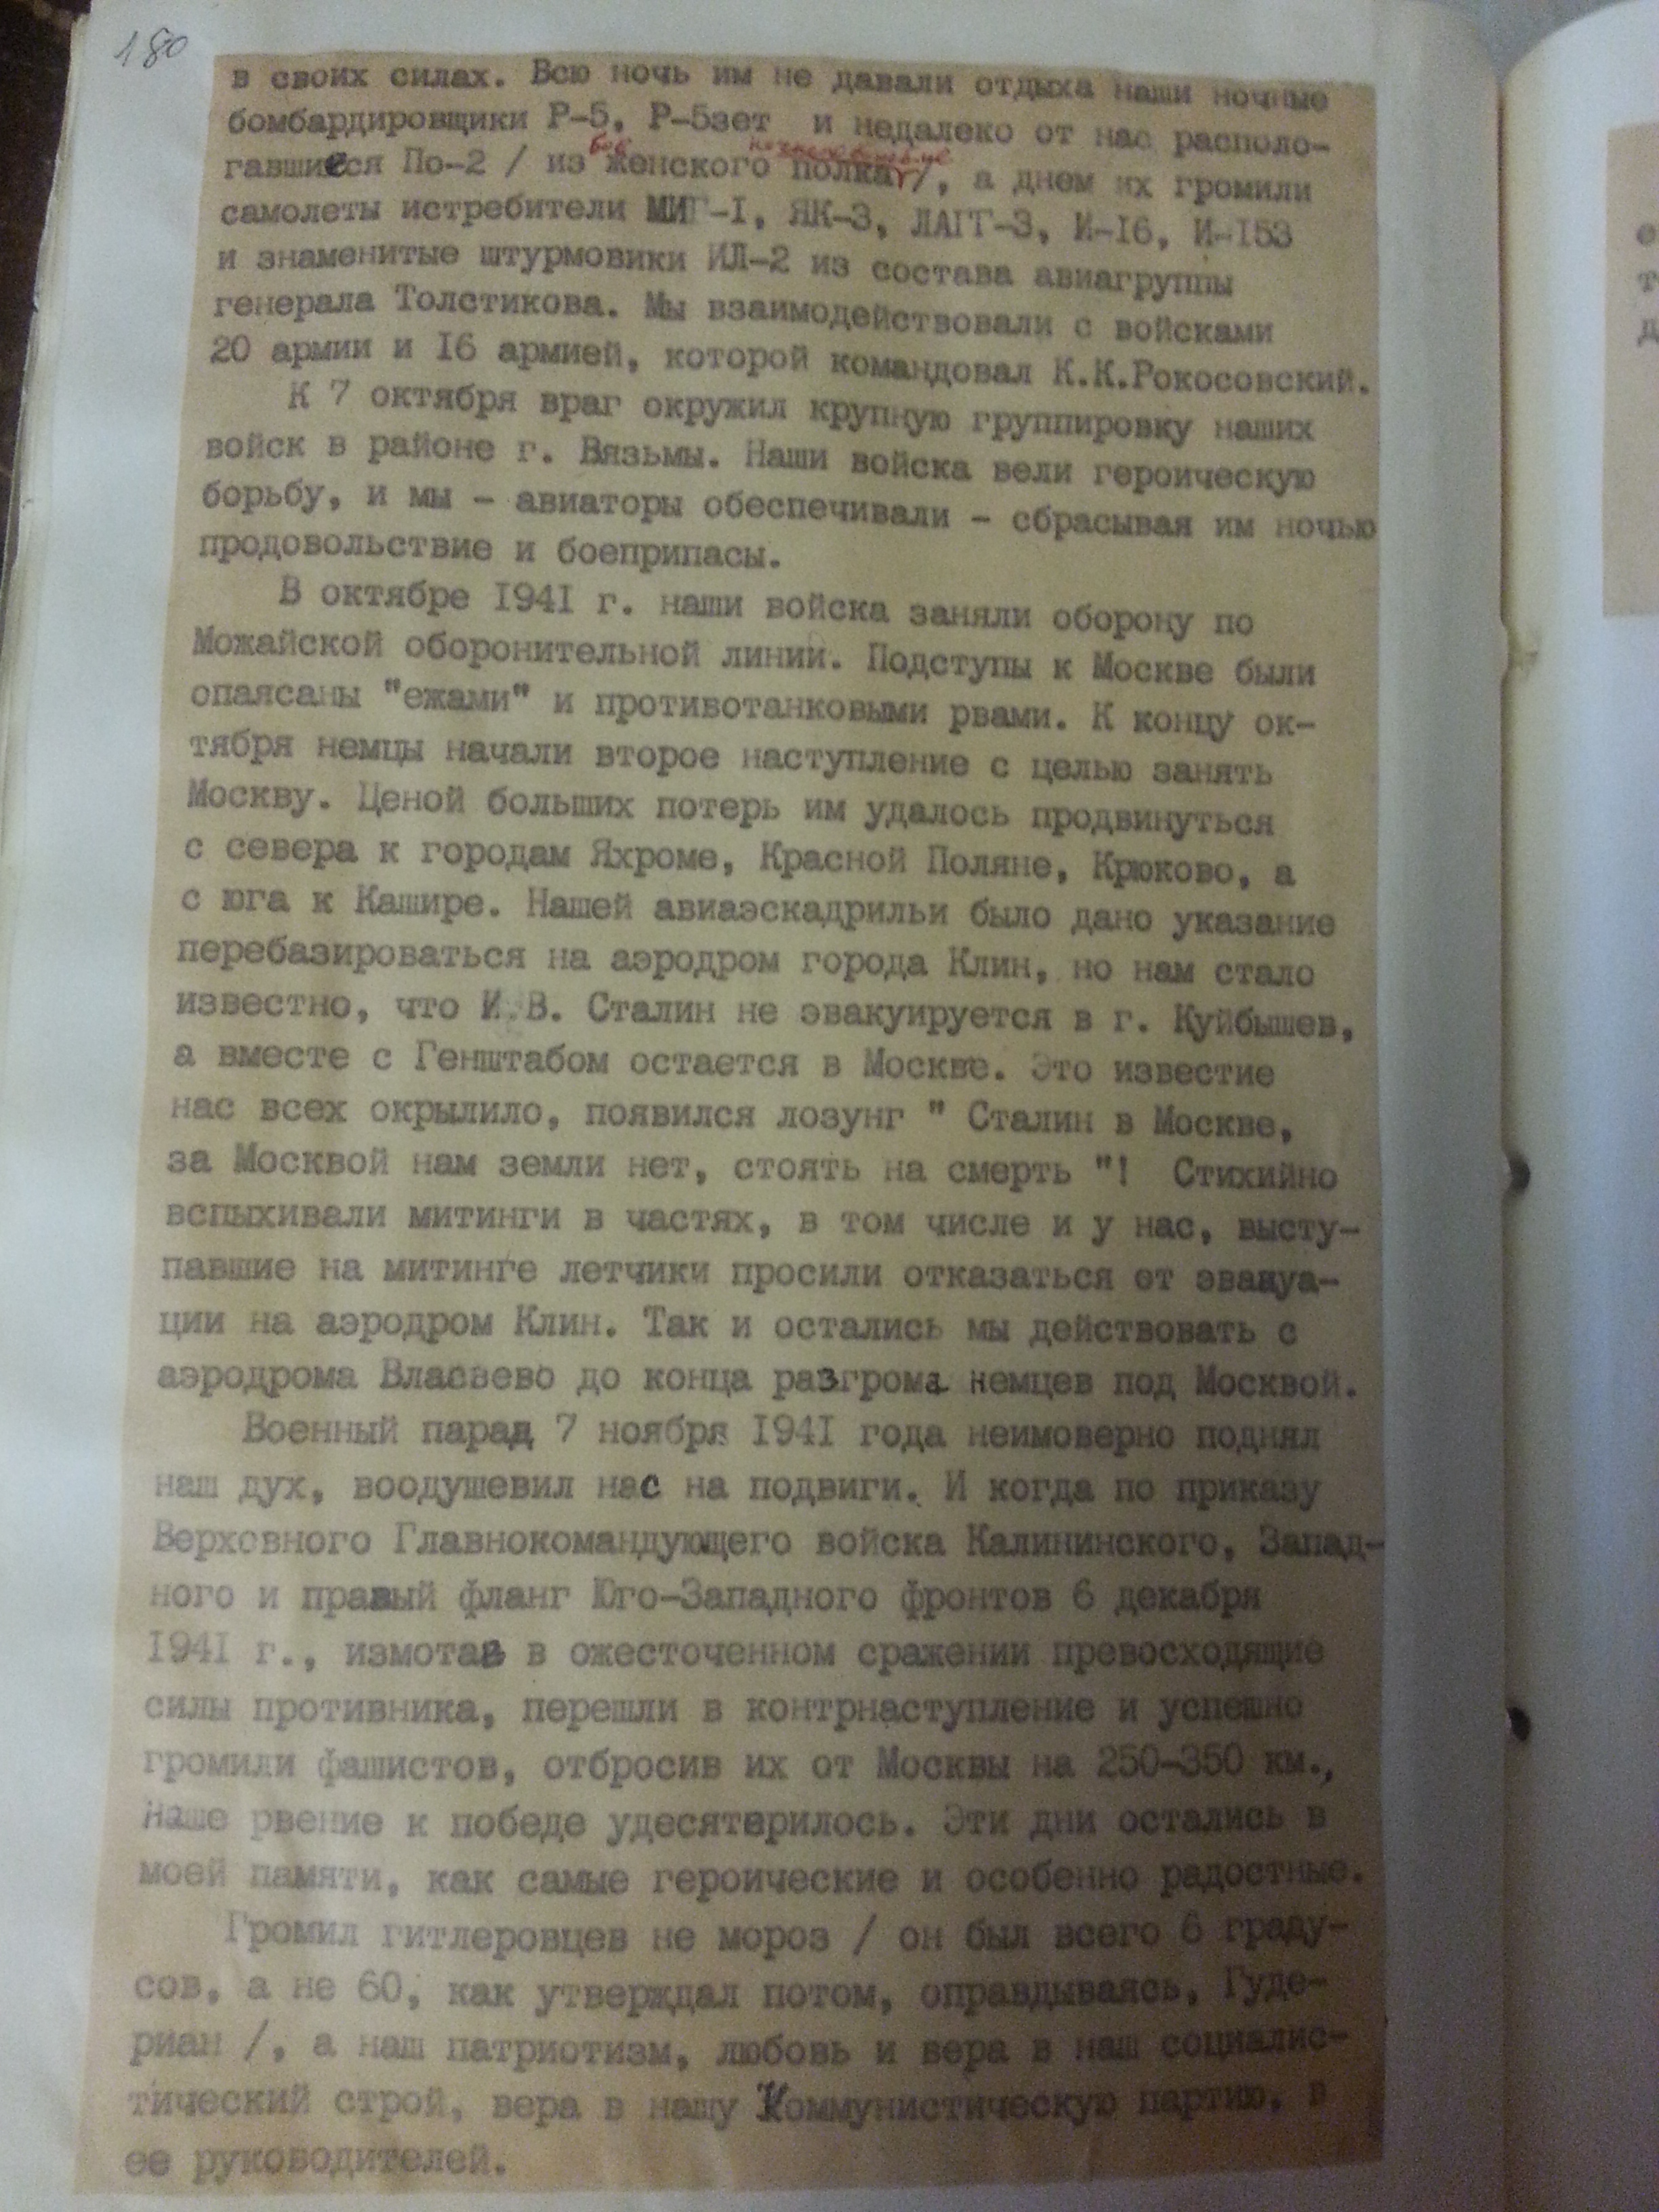 180
в своих силах. Всю ночь им не давали отдыха наши ночные
бомбардировщики Р-5, Р-5зет и недалеко от нас располо-
гавшиеся По-2 / из женского полка /, а днем их громили
самолеты истребители МИГ-I, ЯК-3, ЛАГГ-3, И-I6, И-I53
и знаменитые штурмовики ИЛ-2 из состава авиагруппы
генерала Толстикова. Мы взаимодействовали с войсками
20 армии и I6 армией, которой командовал К.К.Рокосовский.
К 7 октября враг окружил крупную группировку наших
войск в районе г. Вязьмы. Наши войска вели героическую
борьбу, и мы - авиаторы обеспечивали - сбрасывая им ночью
продовольствие и боеприпасы.
В октябре I94I г. наши войска заняли оборону по
Можайской оборонительной линии. Подступы к Москве были
опаясаны "ежами" и противотанковыми рвами. К концу ок-
тября немцы начали второе наступление с целью занять
Москву. Ценой больших потерь им удалось продвинуться
с севера к городам Яхроме, Красной Поляне, Крюково, а
с юга к Кашире. Нашей авиаэскадрильи было дано указание
перебазироваться на аэродром города Клин, но нам стало
известно, что И.В. Сталин не эвакуируется в г. Куйбышев,
а вместе с Генштабом остается в Москве. Это известие
нас всех окрылило, появился лозунг " Сталин в Москве,
за Москвой нам земли нет, стоять на смерть "! Стихийно
вспыхивали митинги в частях, в том числе и у нас, высту-
павшие на митинге летчики просили отказаться от эвакуа-
ции на аэродром Клин. Так и остались мы действовать с
аэродрома Власьево до конца разгрома немцев под Москвой.
Военный парад 7 ноября I94I года неимоверно поднял
наш дух, воодушевил нас на подвиги. И когда по приказу
Верховного Главнокомандующего войска Калининского, Запад-
ного и правый фланг Юго-Западного фронтов 6 декабря
I94I г., измотав в ожесточенном сражении превосходящие
силы противника, перешли в контрнаступление и успешно
громили фашистов, отбросив их от Москвы на 250-350 км.,
наше рвение к победе удесятерилось. Эти дни остались в
моей памяти, как самые героические и особенно радостные.
Громил гитлеровцев не мороз / он был всего 6 граду-
сов, а не 60, как утверждал потом, оправдываясь, Гуде-
риан /, а наш патриотизм, любовь и вера в наш социалис-
тический строй, вера в нашу Коммунистическую партию, в
ее руководителей.